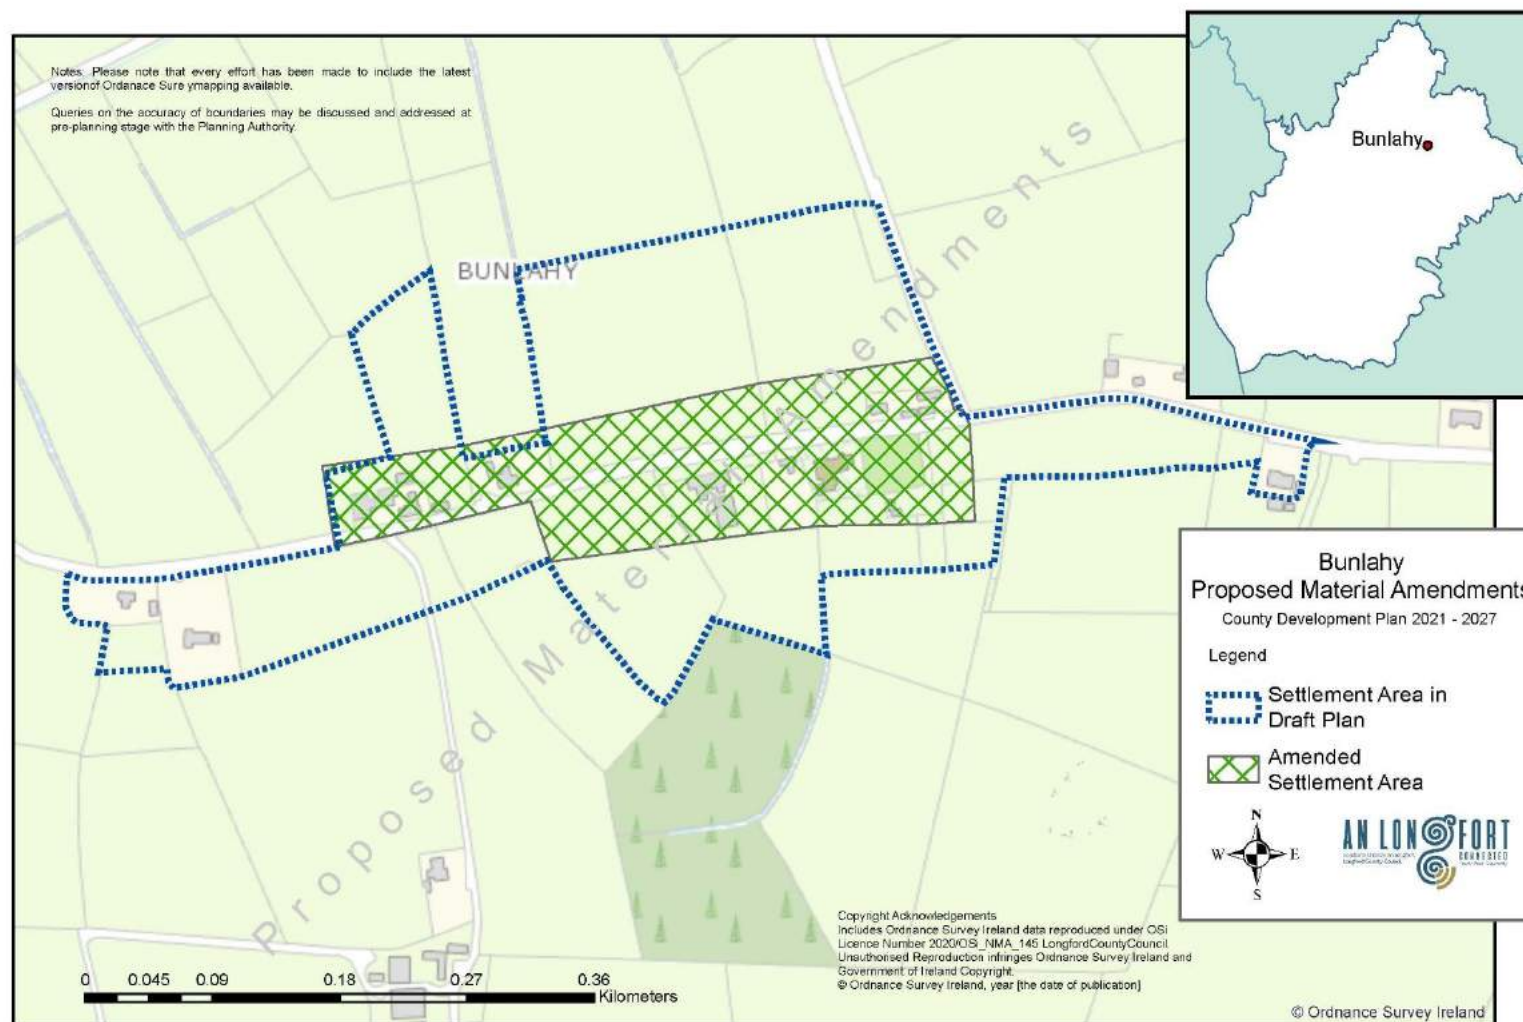 Notes: Please note that every effort has been made to include the latest
versionof Ordanace Sure ymapping available.
Queries on the accuracy of boundaries may be discussed and addressed at
pre-planning stage with the Planning Authority.
Bunlahy
BUNLAHY
Proposed Material Amendments
Bunlahy
Proposed Material Amendments
County Development Plan 2021 - 2027
Legend
Settlement Area in
Draft Plan
Amended
Settlement Area
N
W E
S
AN LONGFORT
CONNECTED
Copyright Acknowledgements
Includes Ordnance Survey Ireland data reproduced under OSi
Licence Number 2020/OSi_NMA_145 LongfordCountyCouncil
Unauthorised Reproduction infringes Ordnance Survey Ireland and
Government of Ireland Copyright.
© Ordnance Survey Ireland, year [the date of publication]
0 0.045 0.09 0.18 0.27 0.36
Kilometers
© Ordnance Survey Ireland